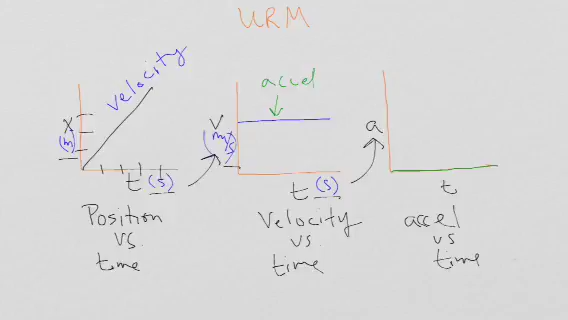 URM
velocity
x
(m)
t (s)
Position
vs
time
accel
v
(m/s)
t (s)
Velocity
vs
time
a
t
accel
vs
time